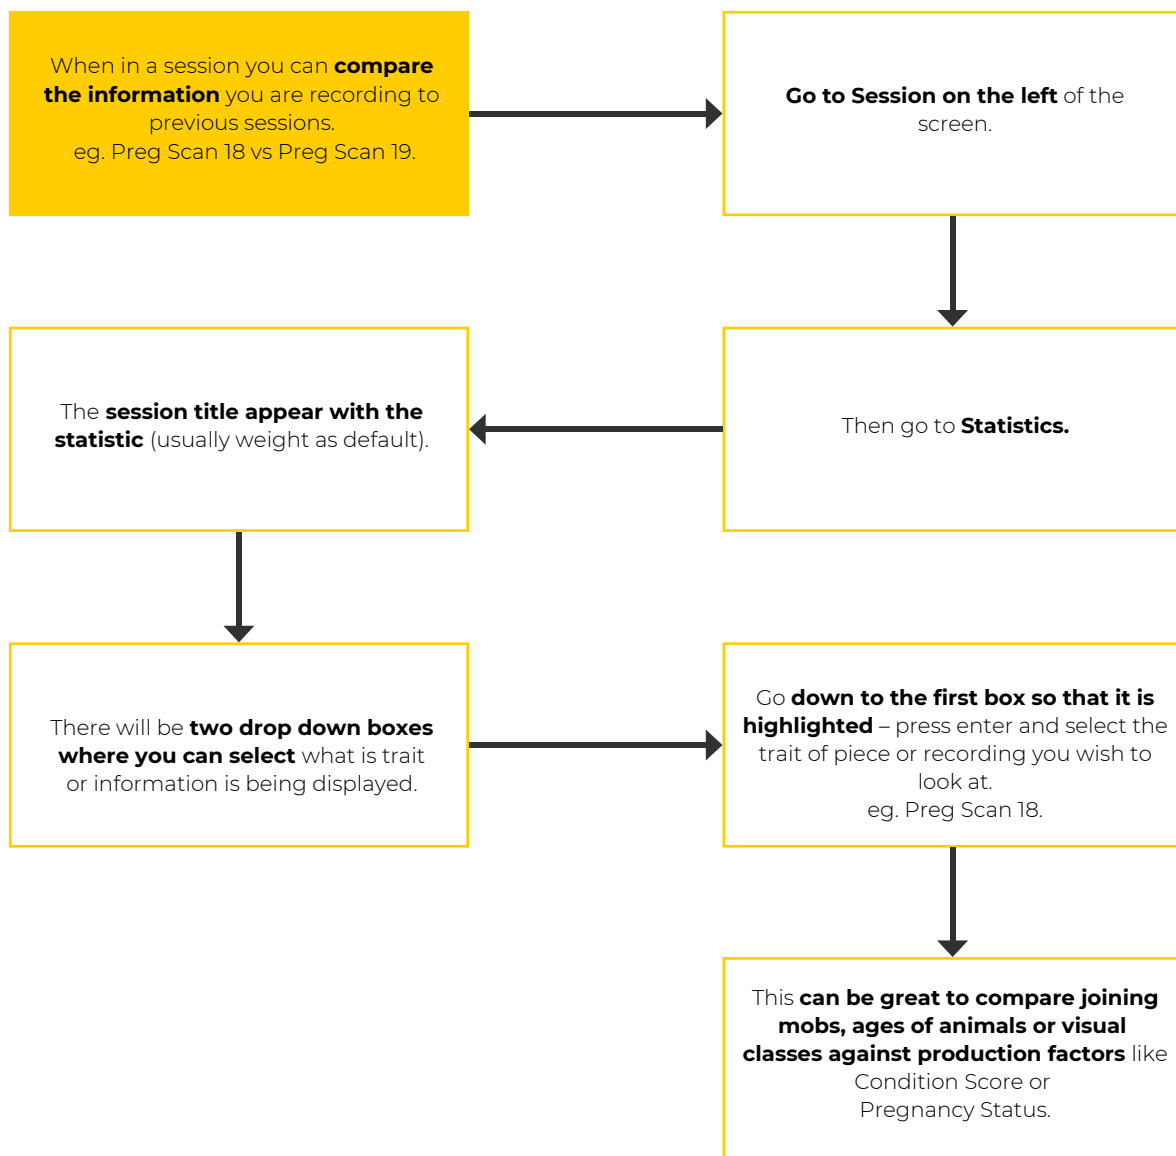 When in a session you can compare
the information you are recording to
previous sessions.
eg. Preg Scan 18 vs Preg Scan 19.
Go to Session on the left of the
screen.
Then go to Statistics.
The session title appear with the
statistic (usually weight as default).
There will be two drop down boxes
where you can select what is trait
or information is being displayed.
Go down to the first box so that it is
highlighted – press enter and select the
trait of piece or recording you wish to
look at.
eg. Preg Scan 18.
This can be great to compare joining
mobs, ages of animals or visual
classes against production factors like
Condition Score or
Pregnancy Status.